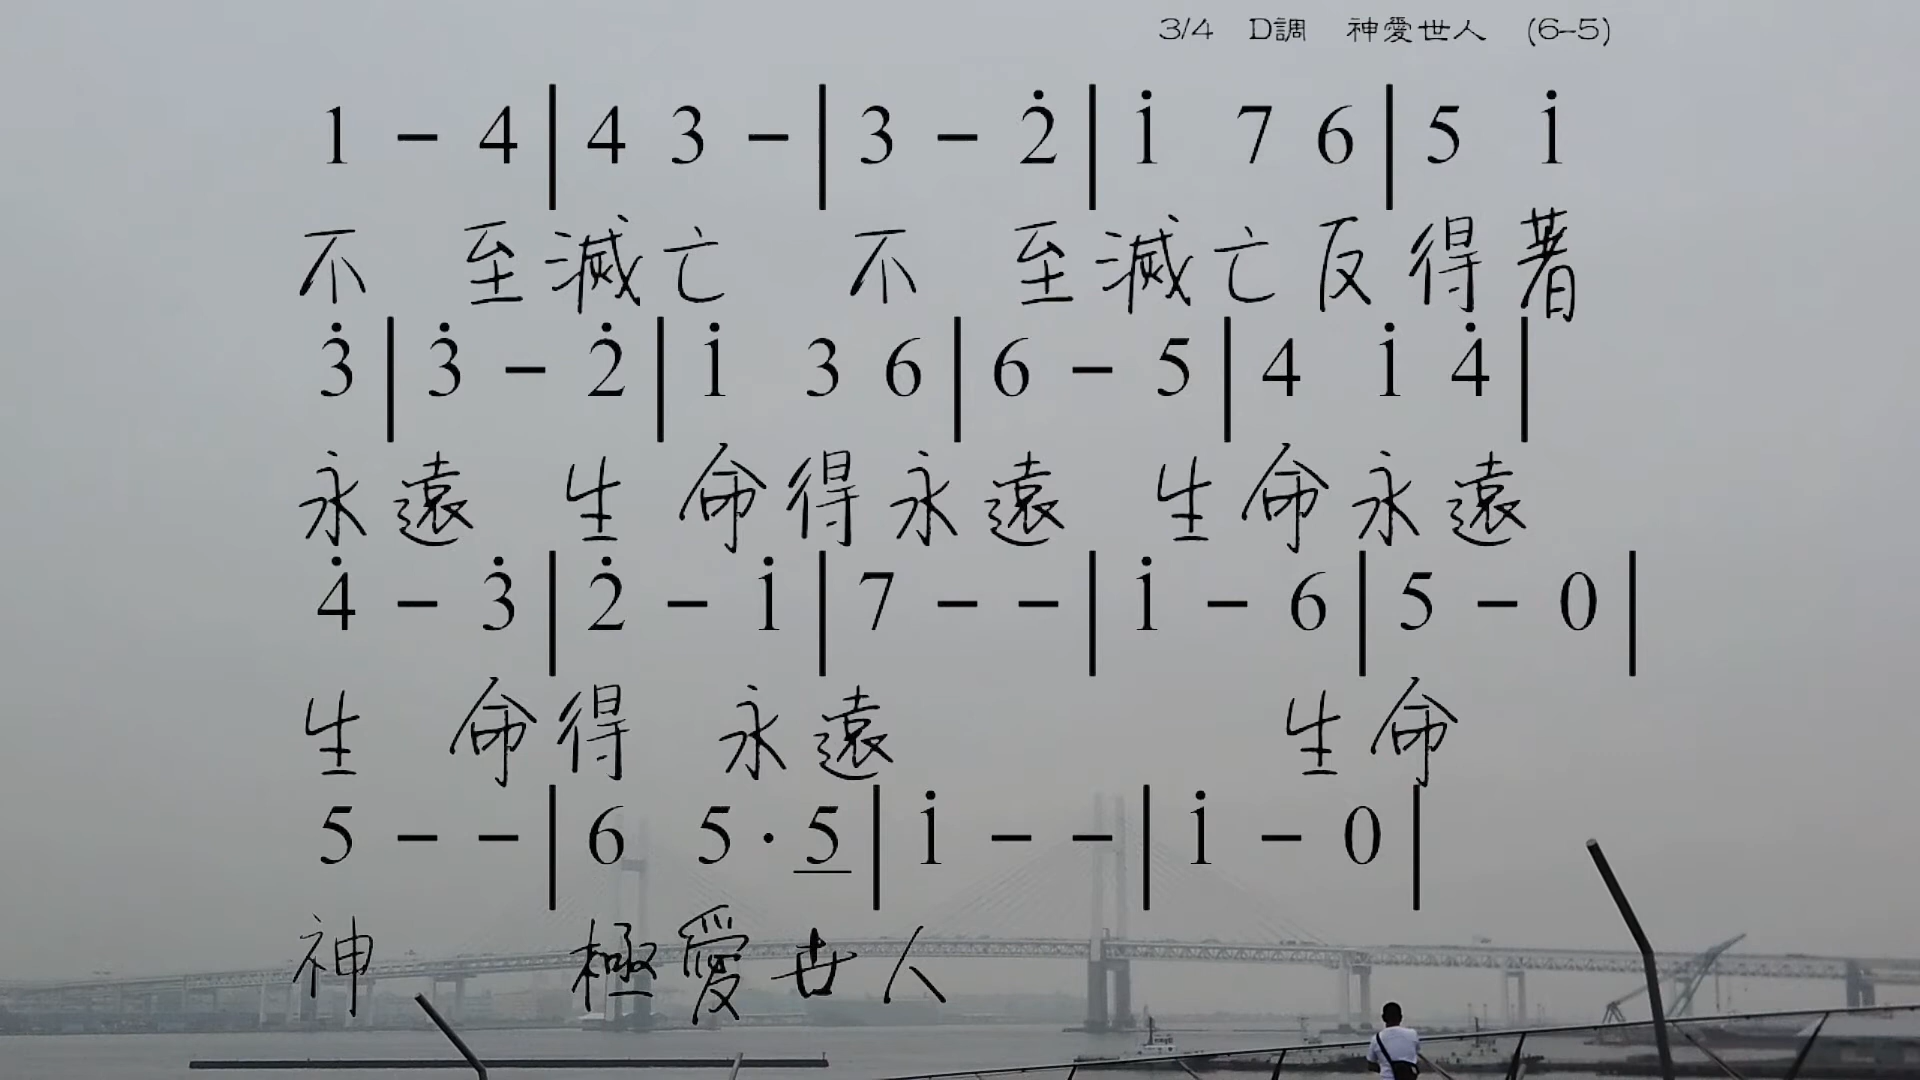 3/4 D調 神愛世人 (6-5)
1 - 4 | 4 3 - | 3 - 2̇ | 1̇ 7 6 | 5 1̇
不 至滅亡 不 至滅亡反得著
3̇ | 3̇ - 2̇ | 1̇ 3 6 | 6 - 5 | 4 1̇ 4̇ |
永遠 生 命得永遠 生命永遠
4̇ - 3̇ | 2̇ - 1̇ | 7 - - | 1̇ - 6 | 5 - 0 |
生 命得 永遠 生命
5 - - | 6 5 · 5̲ | 1̇ - - | 1̇ - 0 |
神 極愛世人